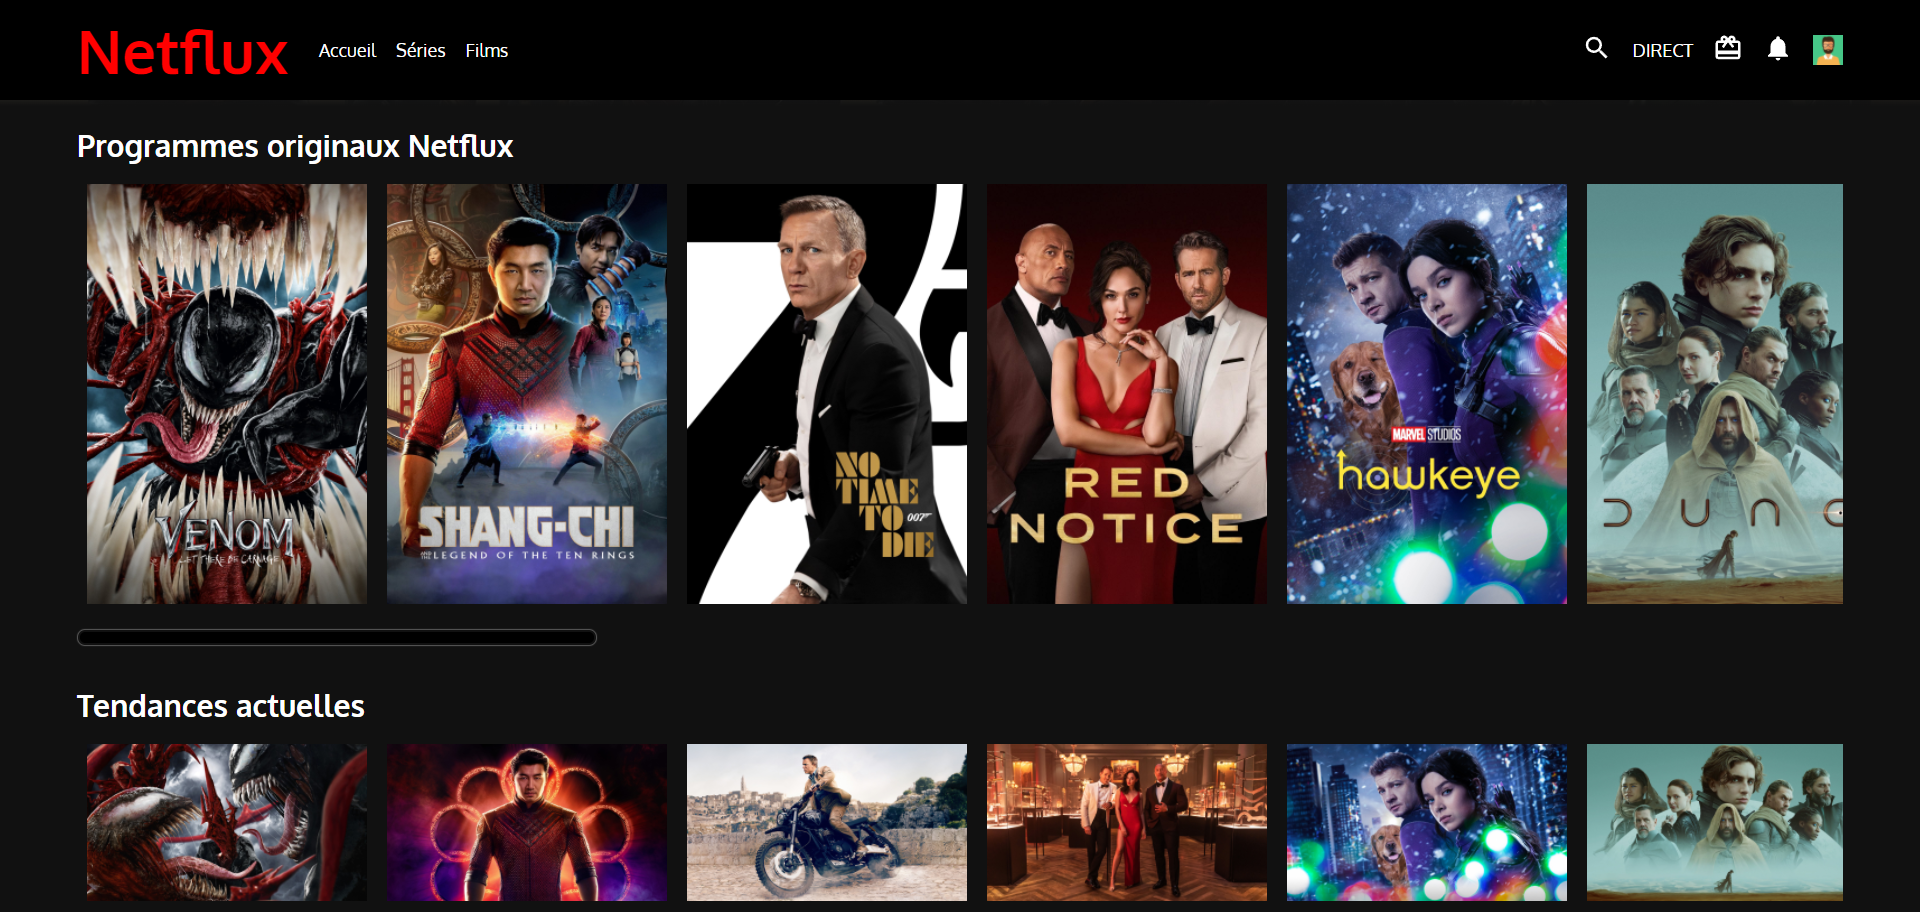 Netflux
Accueil Séries Films
DIRECT
Programmes originaux Netflux
VENOM
LET THERE BE CARNAGE
SHANG-CHI
AND THE LEGEND OF THE TEN RINGS
NO
TIME
TO 007
DIE
RED
NOTICE
MARVEL STUDIOS
hawkeye
DUNE
Tendances actuelles